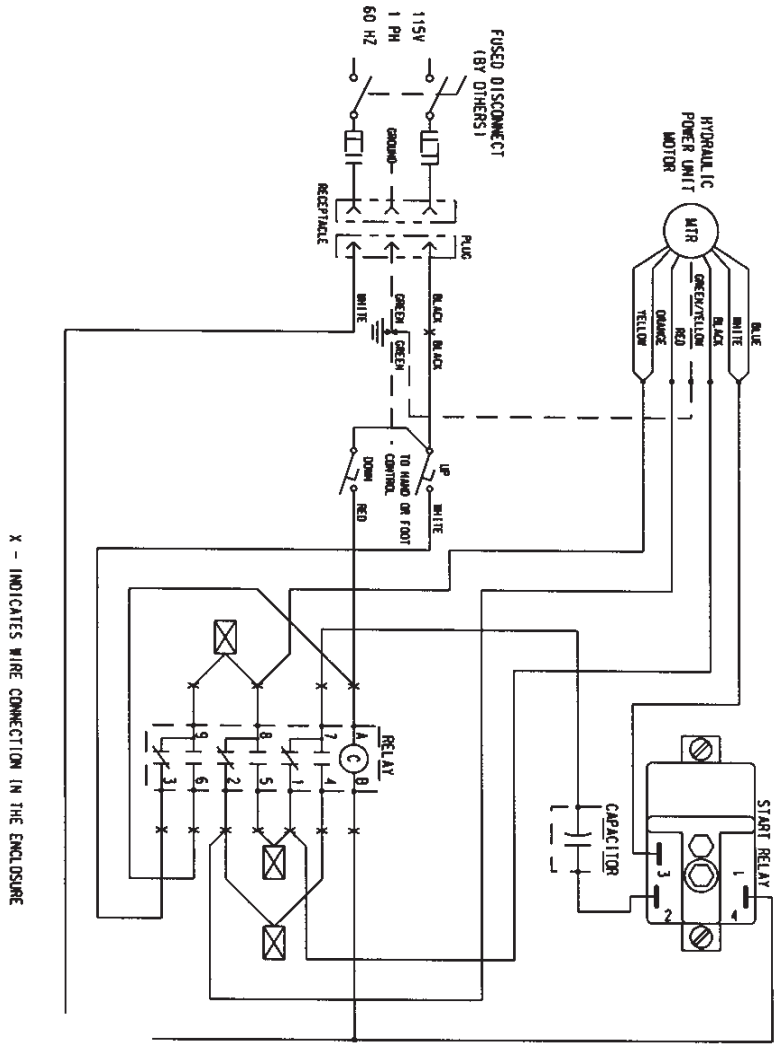 HYDRAULIC
POWER UNIT
MOTOR
MTR
BLUE
WHITE
BLACK
GREEN/YELLOW
RED
ORANGE
YELLOW
FUSED DISCONNECT
(BY OTHERS)
115V
1 PH
60 HZ
GROUND
RECEPTACLE
PLUG
BLACK
BLACK
GREEN
GREEN
WHITE
UP
WHITE
TO HAND OR FOOT
CONTROL
DOWN
RED
RELAY
A
C
B
7
4
1
8
5
2
9
6
3
START RELAY
1
4
3
2
CAPACITOR
X - INDICATES WIRE CONNECTION IN THE ENCLOSURE